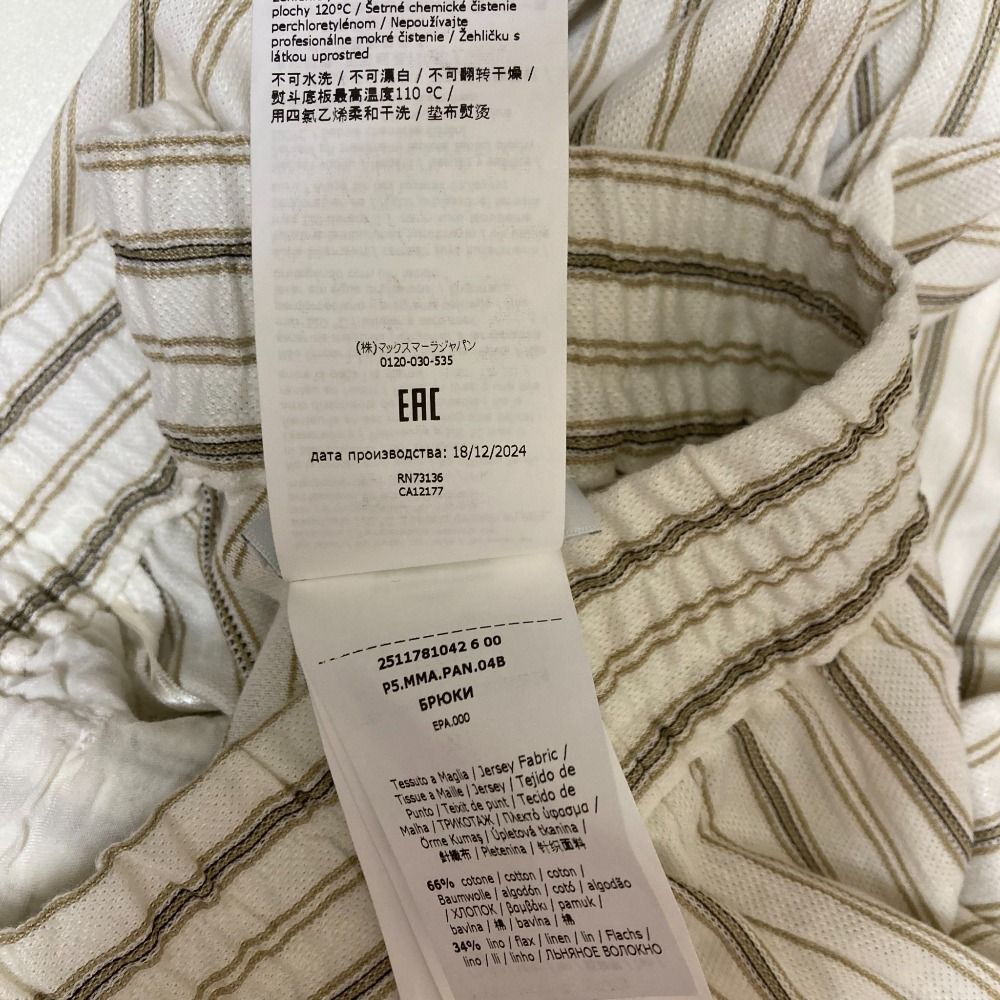 plochy 120°C / Šetrné chemické čistenie
perchloretylénom / Nepoužívajte
profesionálne mokré čistenie / Žehličku s
látkou uprostred
不可水洗 / 不可漂白 / 不可翻转干燥 /
熨斗底板最高温度110 °C /
用四氯乙烯柔和干洗 / 垫布熨烫
(株)マックスマーラジャパン
0120-030-535
EAC
дата производства: 18/12/2024
RN73136
CA12177
2511781042 6 00
P5.MMA.PAN.04B
БРЮКИ
EPA.000
Tessuto a Maglia / Jersey Fabric /
Tissue a Maille / Jersey / Tejido de
Punto / Teixit de punt / Tecido de
Malha / ТРИКОТАЖ / Πλεκτό ύφασμα /
Örme Kumaş / Úpletová tkanina /
針織布 / Pletenina / 针织面料
66% cotone / cotton / coton /
Baumwolle / algodón / cotó / algodão
/ ХЛОПОК / βαμβάκι / pamuk /
bavlna / 棉 / bavlna / 棉
34% lino / flax / linen / lin / Flachs /
lino / lli / linho / ЛЬНЯНОЕ ВОЛОКНО